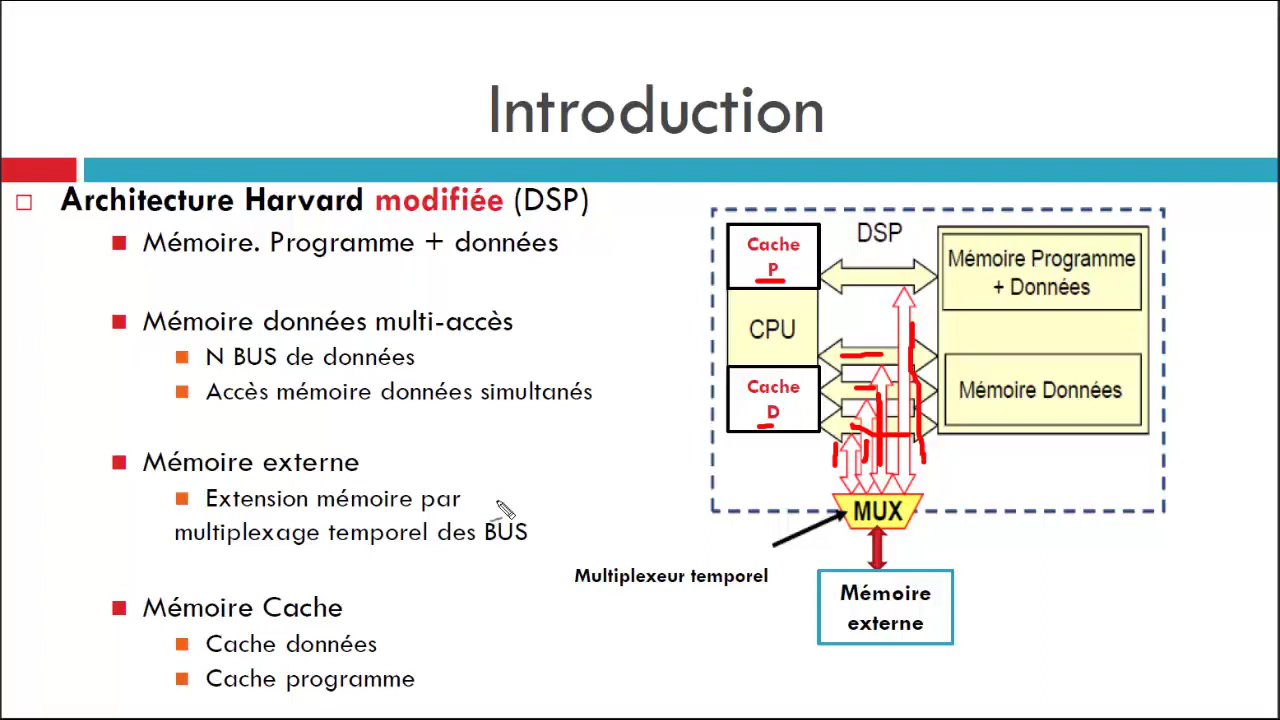 Introduction
Architecture Harvard modifiée (DSP)
Mémoire. Programme + données
Mémoire données multi-accès
N BUS de données
Accès mémoire données simultanés
Mémoire externe
Extension mémoire par
multiplexage temporel des BUS
Mémoire Cache
Cache données
Cache programme
Cache
P
DSP
Mémoire Programme
+ Données
CPU
Cache
D
Mémoire Données
MUX
Multiplexeur temporel
Mémoire
externe